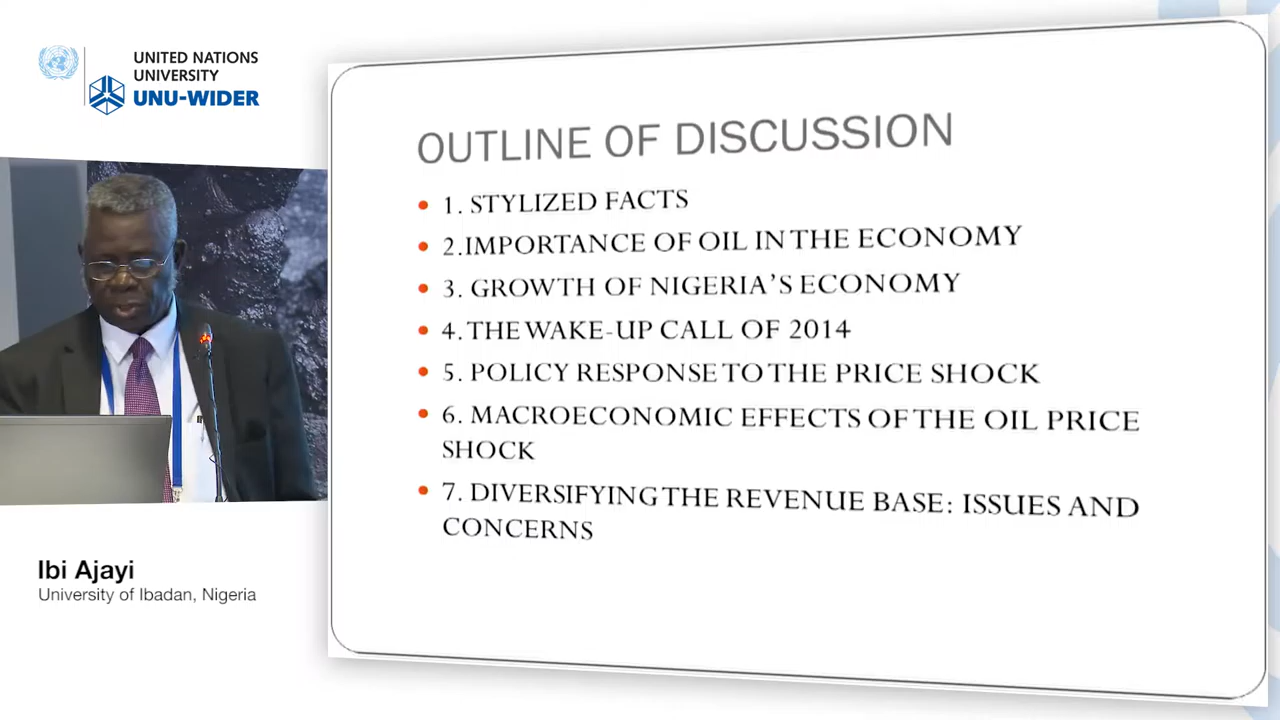 UNITED NATIONS
UNIVERSITY
UNU-WIDER
OUTLINE OF DISCUSSION
• 1. STYLIZED FACTS
• 2.IMPORTANCE OF OIL IN THE ECONOMY
• 3. GROWTH OF NIGERIA'S ECONOMY
• 4. THE WAKE-UP CALL OF 2014
• 5. POLICY RESPONSE TO THE PRICE SHOCK
• 6. MACROECONOMIC EFFECTS OF THE OIL PRICE
SHOCK
• 7. DIVERSIFYING THE REVENUE BASE: ISSUES AND
CONCERNS
Ibi Ajayi
University of Ibadan, Nigeria